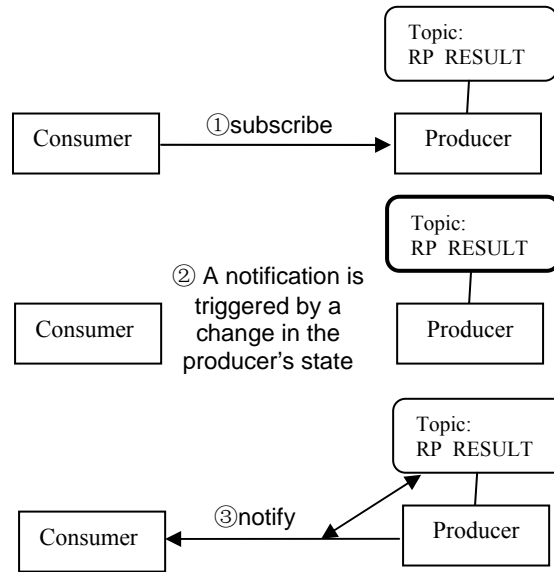 Topic:
RP RESULT
Consumer
①subscribe
Producer
Topic:
RP RESULT
② A notification is
triggered by a
change in the
producer's state
Consumer
Producer
Topic:
RP RESULT
Consumer
③notify
Producer